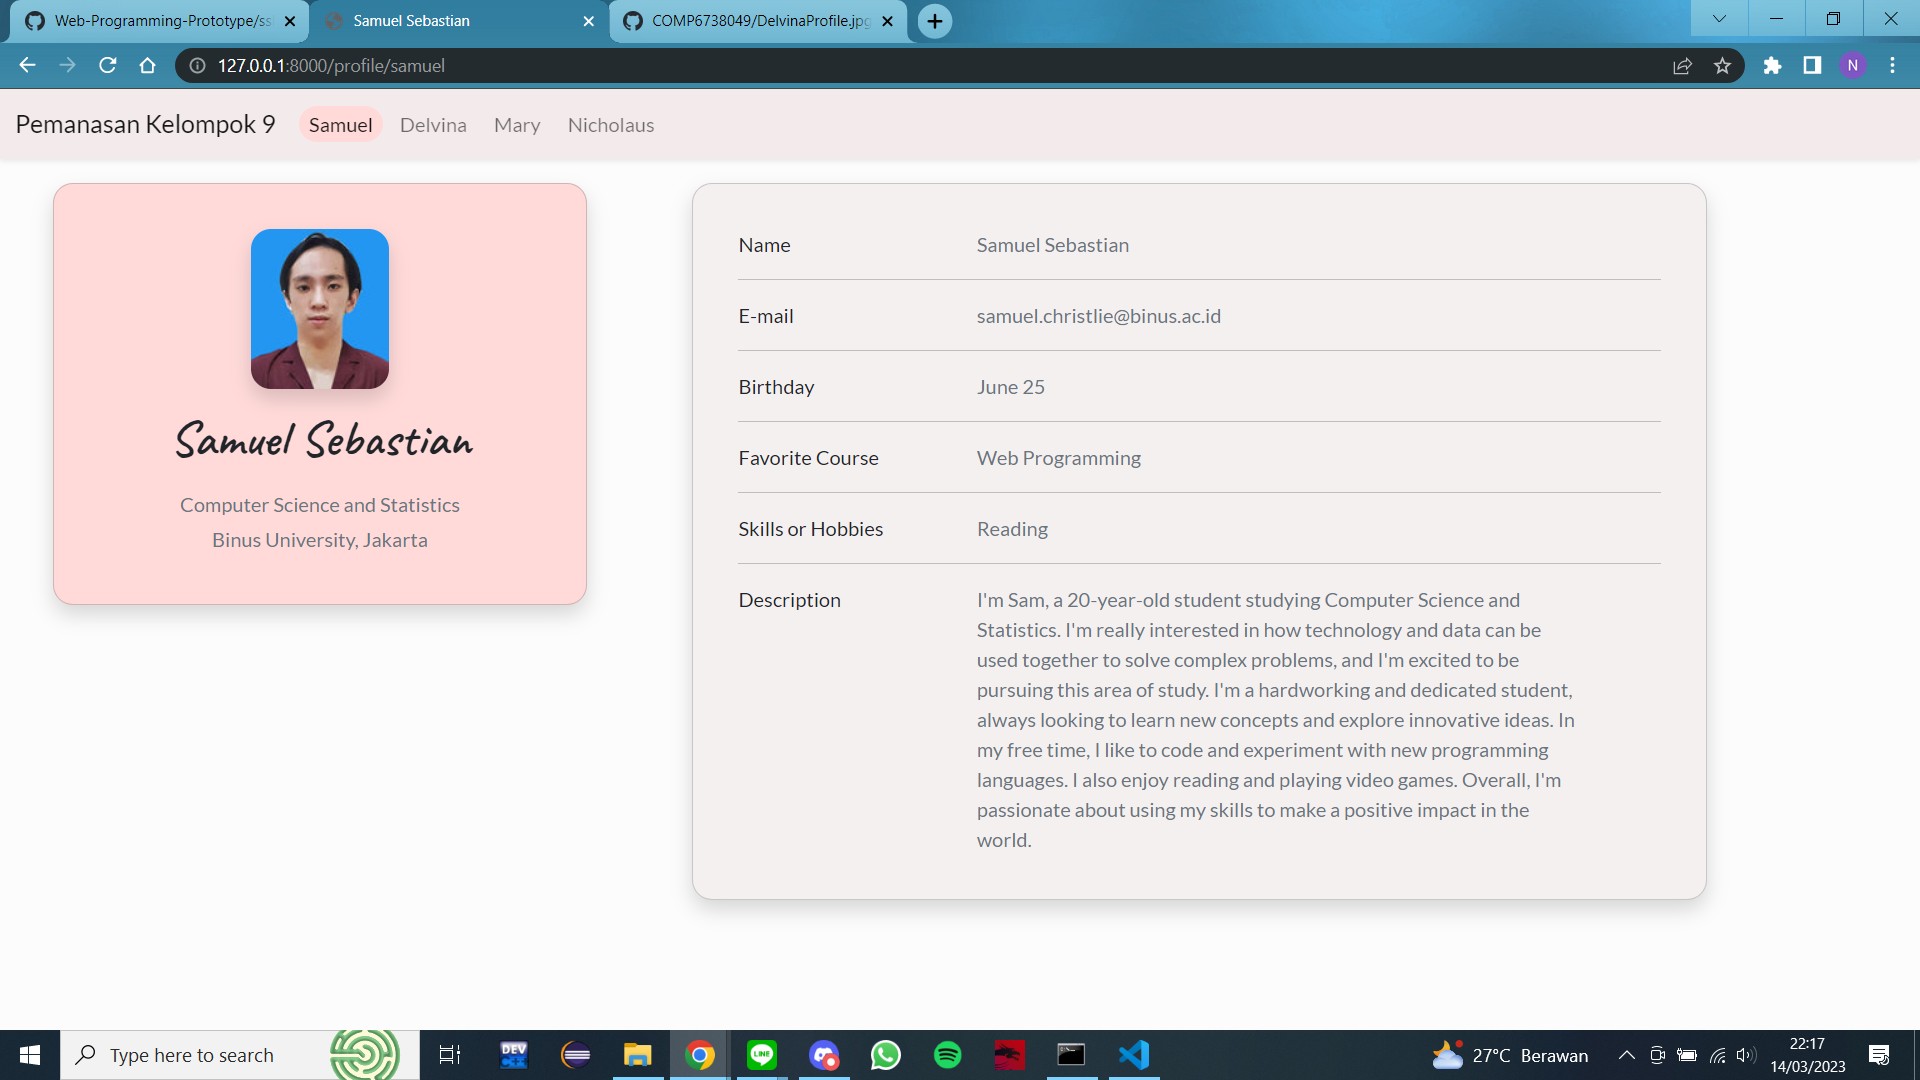 Web-Programming-Prototype/ss
Samuel Sebastian
COMP6738049/DelvinaProfile.jpg
127.0.0.1:8000/profile/samuel
N
Pemanasan Kelompok 9 Samuel Delvina Mary Nicholaus
Samuel Sebastian
Computer Science and Statistics
Binus University, Jakarta
Name Samuel Sebastian
E-mail samuel.christlie@binus.ac.id
Birthday June 25
Favorite Course Web Programming
Skills or Hobbies Reading
Description I'm Sam, a 20-year-old student studying Computer Science and
Statistics. I'm really interested in how technology and data can be
used together to solve complex problems, and I'm excited to be
pursuing this area of study. I'm a hardworking and dedicated student,
always looking to learn new concepts and explore innovative ideas. In
my free time, I like to code and experiment with new programming
languages. I also enjoy reading and playing video games. Overall, I'm
passionate about using my skills to make a positive impact in the
world.
Type here to search
DEV
C++
LINE
27°C Berawan
22:17
14/03/2023